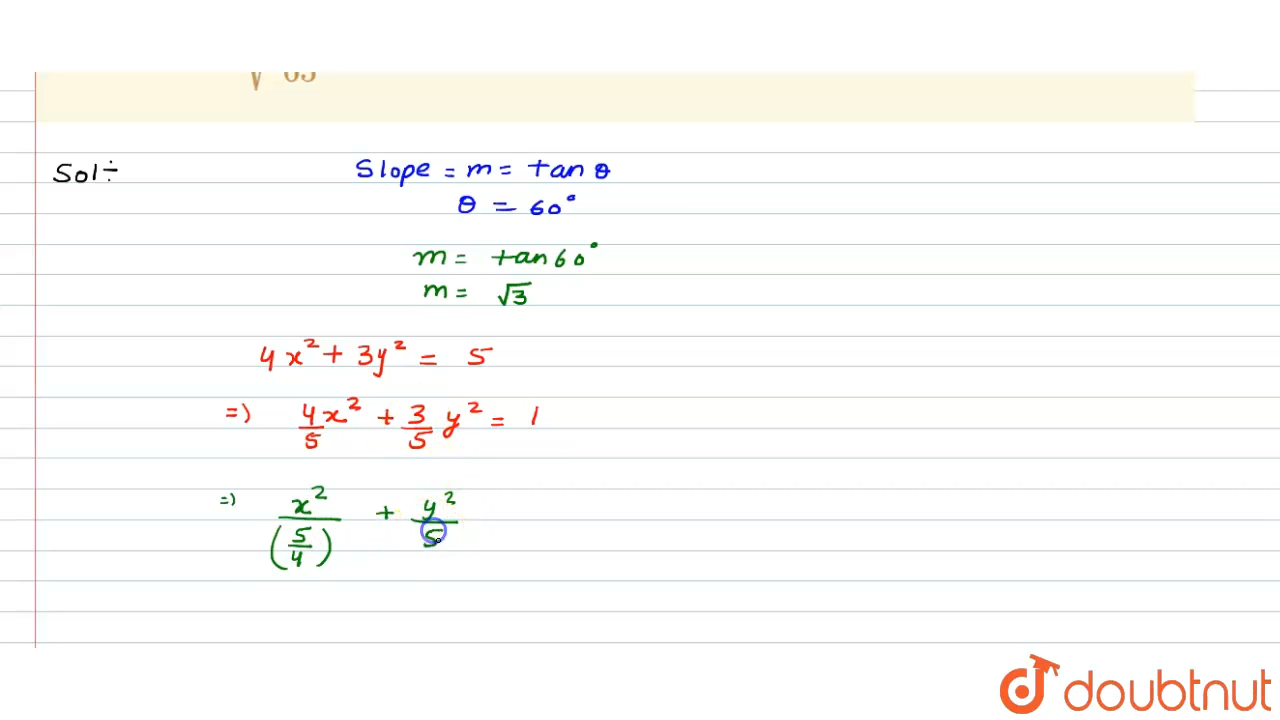 √ 65
Sol÷
Slope = m = tan θ
θ = 60°
m = tan 60°
m = √3
4x² + 3y² = 5
=) 4/5 x² + 3/5 y² = 1
=) x²/(5/4) + y²/5
doubtnut